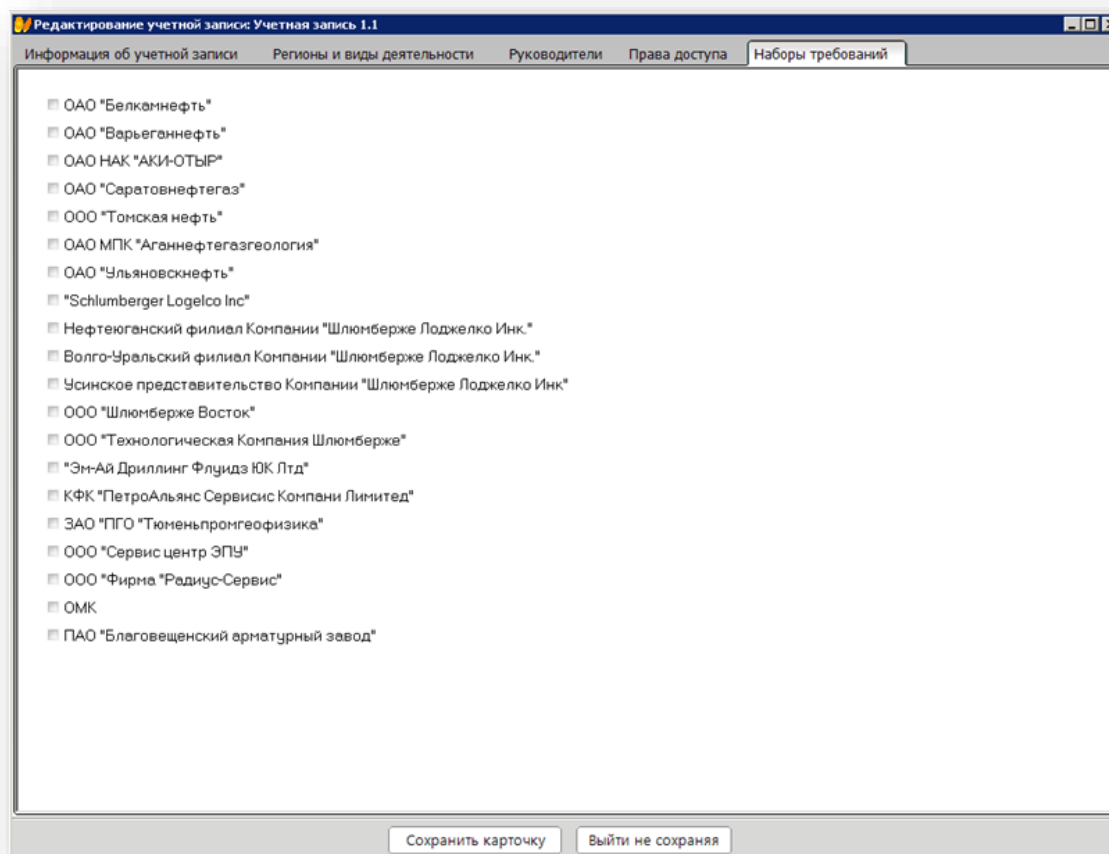 Редактирование учетной записи: Учетная запись 1.1
Информация об учетной записи Регионы и виды деятельности Руководители Права доступа Наборы требований
ОАО "Белкамнефть"
ОАО "Варьеганнефть"
ОАО НАК "АКИ-ОТЫР"
ОАО "Саратовнефтегаз"
ООО "Томская нефть"
ОАО МПК "Аганнефтегазгеология"
ОАО "Ульяновскнефть"
"Schlumberger Logelco Inc"
Нефтеюганский филиал Компании "Шлюмберже Лоджелко Инк."
Волго-Уральский филиал Компании "Шлюмберже Лоджелко Инк."
Усинское представительство Компании "Шлюмберже Лоджелко Инк"
ООО "Шлюмберже Восток"
ООО "Технологическая Компания Шлюмберже"
"Эм-Ай Дриллинг Флуидз ЮК Лтд"
КФК "ПетроАльянс Сервисис Компани Лимитед"
ЗАО "ПГО "Тюменьпромгеофизика"
ООО "Сервис центр ЭПУ"
ООО "Фирма "Радиус-Сервис"
ОМК
ПАО "Благовещенский арматурный завод"
Сохранить карточку Выйти не сохраняя